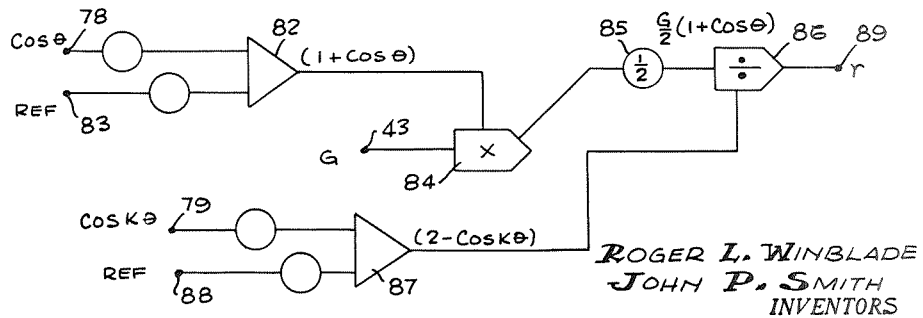 78
COSθ
82
(1+COSθ)
REF
83
85
1/2
G/2(1+COSθ)
86
÷
89
r
G
43
×
84
COSKθ
79
(2-COSKθ)
REF
88
87
ROGER L. WINBLADE
JOHN P. SMITH
INVENTORS